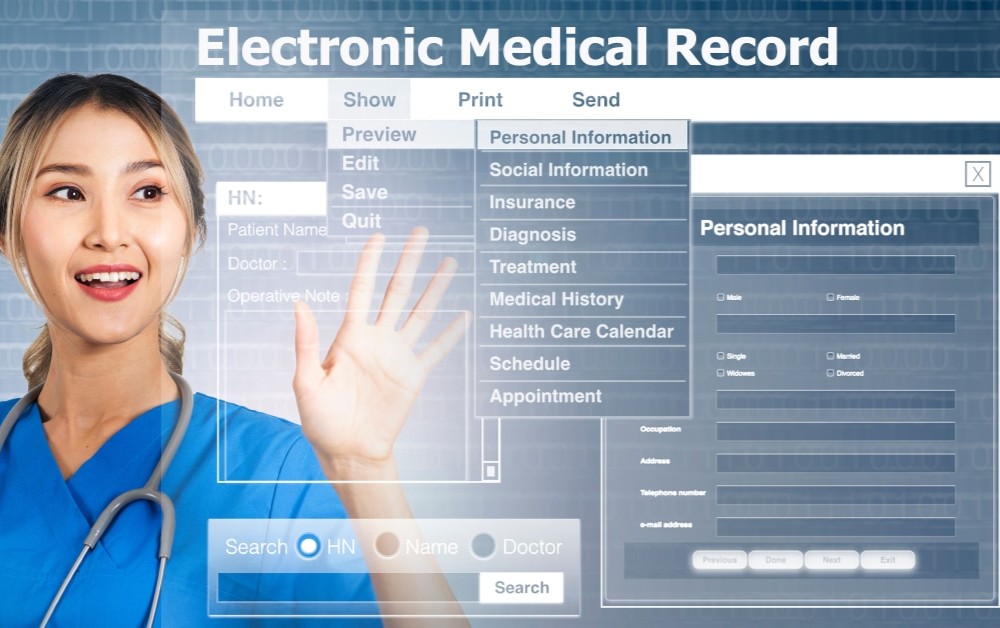 Electronic Medical Record
Home Show Print Send
Preview
Edit
Save
Quit
Personal Information
Social Information
Insurance
Diagnosis
Treatment
Medical History
Health Care Calendar
Schedule
Appointment
X
HN:
Patient Name
Doctor :
Operative Note :
Personal Information
Male Female
Single Married
Widowes Divorced
Occupation
Address
Telephone number
e-mail address
Previous Done Next Exit
Search HN Name Doctor
Search